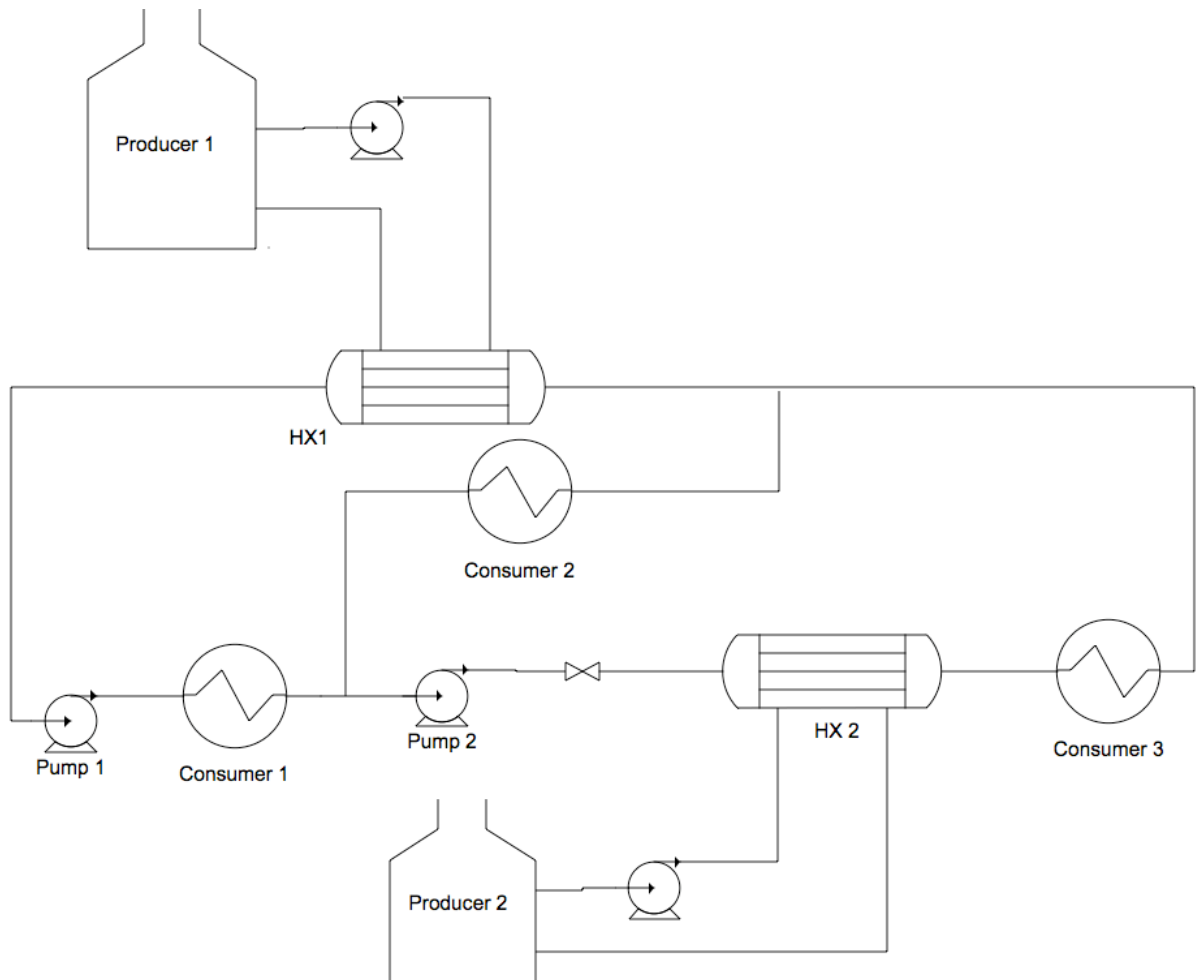 Producer 1
HX1
Consumer 2
Pump 2
HX 2
Consumer 3
Pump 1
Consumer 1
Producer 2